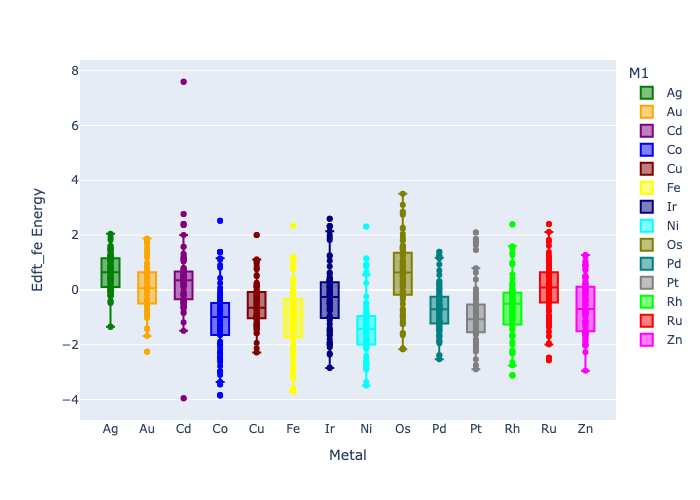 M1
8
6
4
2
0
−2
−4
Edft_fe Energy
Ag Au Cd Co Cu Fe Ir Ni Os Pd Pt Rh Ru Zn
Metal
Ag
Au
Cd
Co
Cu
Fe
Ir
Ni
Os
Pd
Pt
Rh
Ru
Zn